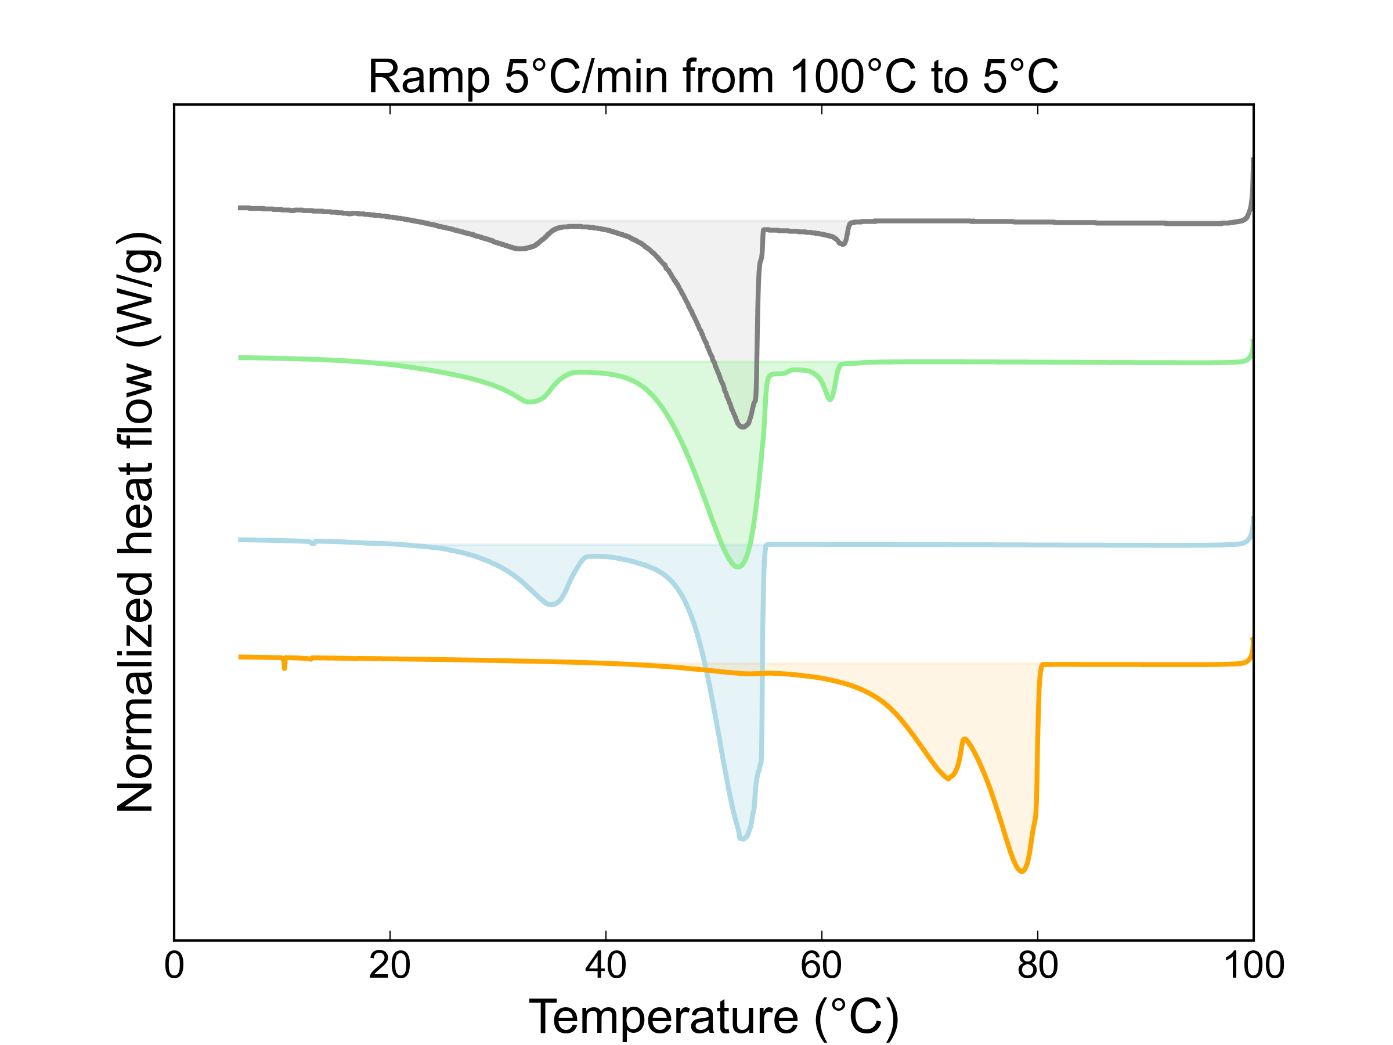 Ramp 5°C/min from 100°C to 5°C
Normalized heat flow (W/g)
0 20 40 60 80 100
Temperature (°C)